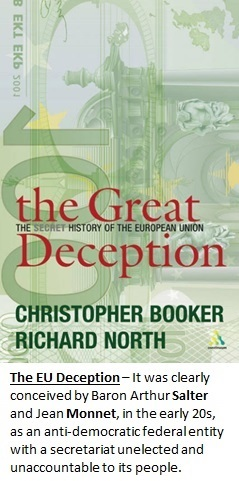 B EKT EKP 2001
100
the Great
THE SECRET HISTORY OF THE EUROPEAN UNION
Deception
CHRISTOPHER BOOKER
RICHARD NORTH
The EU Deception – It was clearly
conceived by Baron Arthur Salter
and Jean Monnet, in the early 20s,
as an anti-democratic federal entity
with a secretariat unelected and
unaccountable to its people.